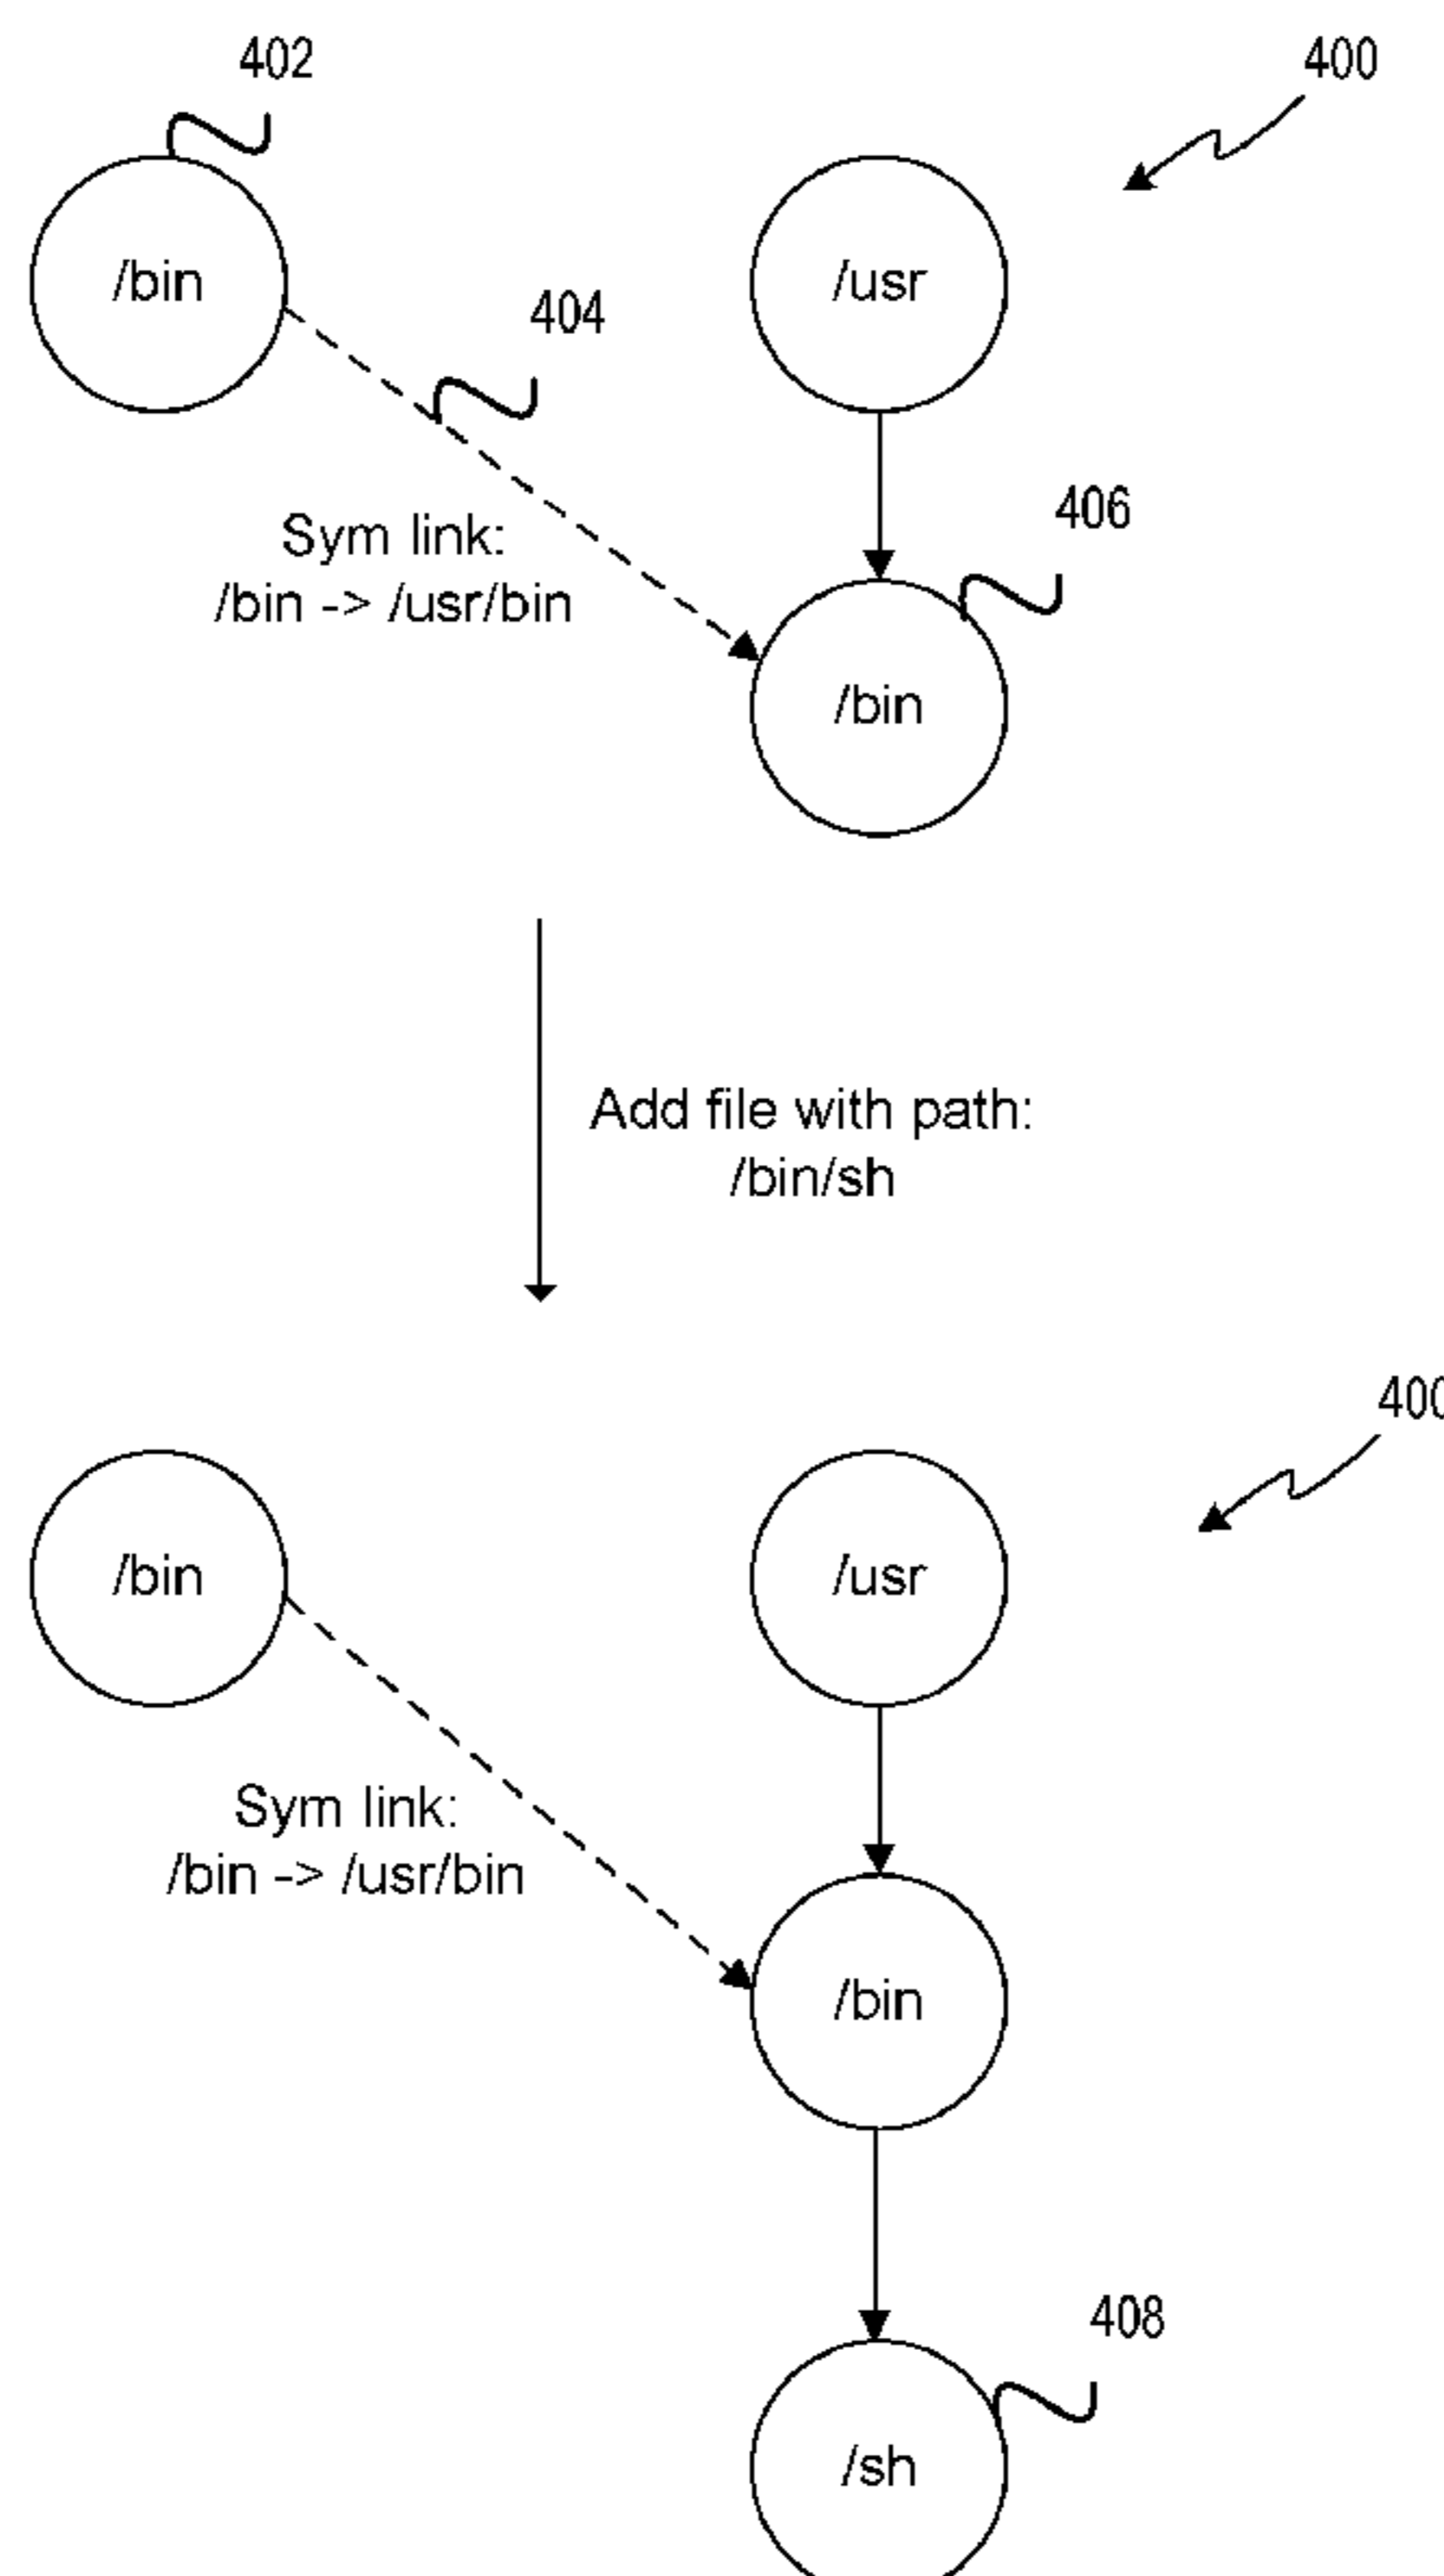 402
400
/bin
/usr
404
406
Sym link:
/bin -> /usr/bin
/bin
Add file with path:
/bin/sh
400
/bin
/usr
Sym link:
/bin -> /usr/bin
/bin
408
/sh